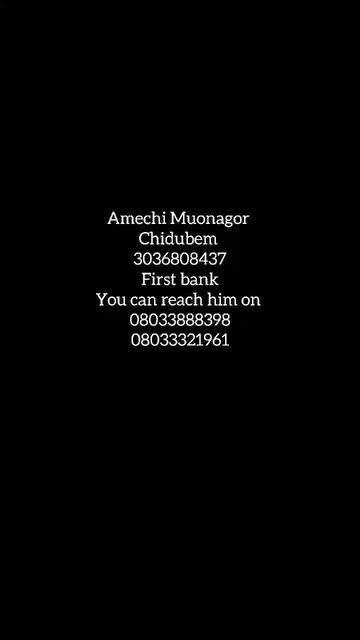 Amechi Muonagor
Chidubem
3036808437
First bank
You can reach him on
08033888398
08033321961